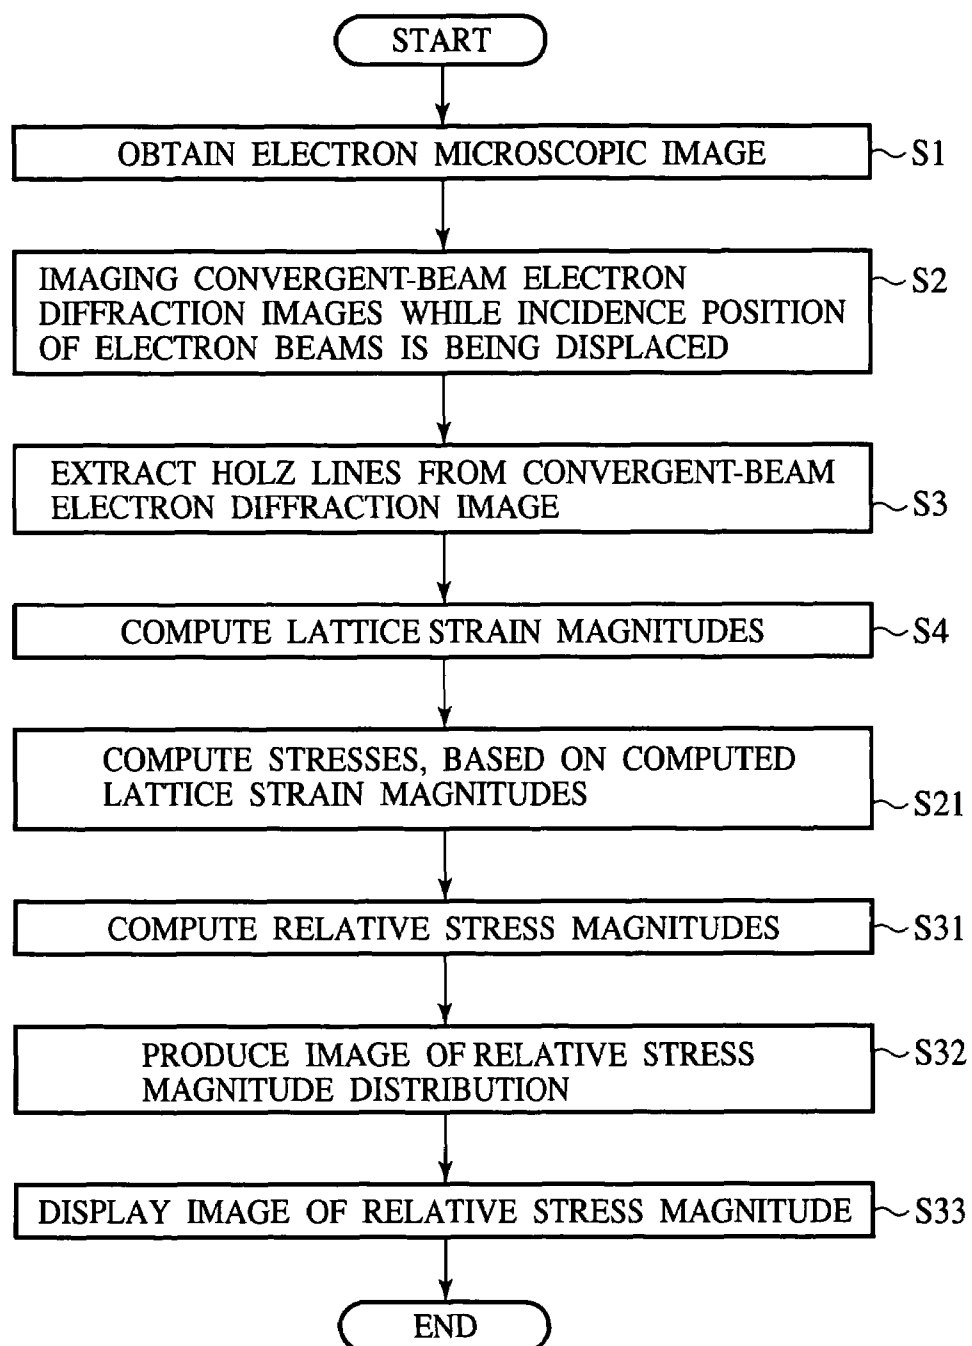 START
OBTAIN ELECTRON MICROSCOPIC IMAGE
S1
IMAGING CONVERGENT-BEAM ELECTRON
DIFFRACTION IMAGES WHILE INCIDENCE POSITION
OF ELECTRON BEAMS IS BEING DISPLACED
S2
EXTRACT HOLZ LINES FROM CONVERGENT-BEAM
ELECTRON DIFFRACTION IMAGE
S3
COMPUTE LATTICE STRAIN MAGNITUDES
S4
COMPUTE STRESSES, BASED ON COMPUTED
LATTICE STRAIN MAGNITUDES
S21
COMPUTE RELATIVE STRESS MAGNITUDES
S31
PRODUCE IMAGE OF RELATIVE STRESS
MAGNITUDE DISTRIBUTION
S32
DISPLAY IMAGE OF RELATIVE STRESS MAGNITUDE
S33
END